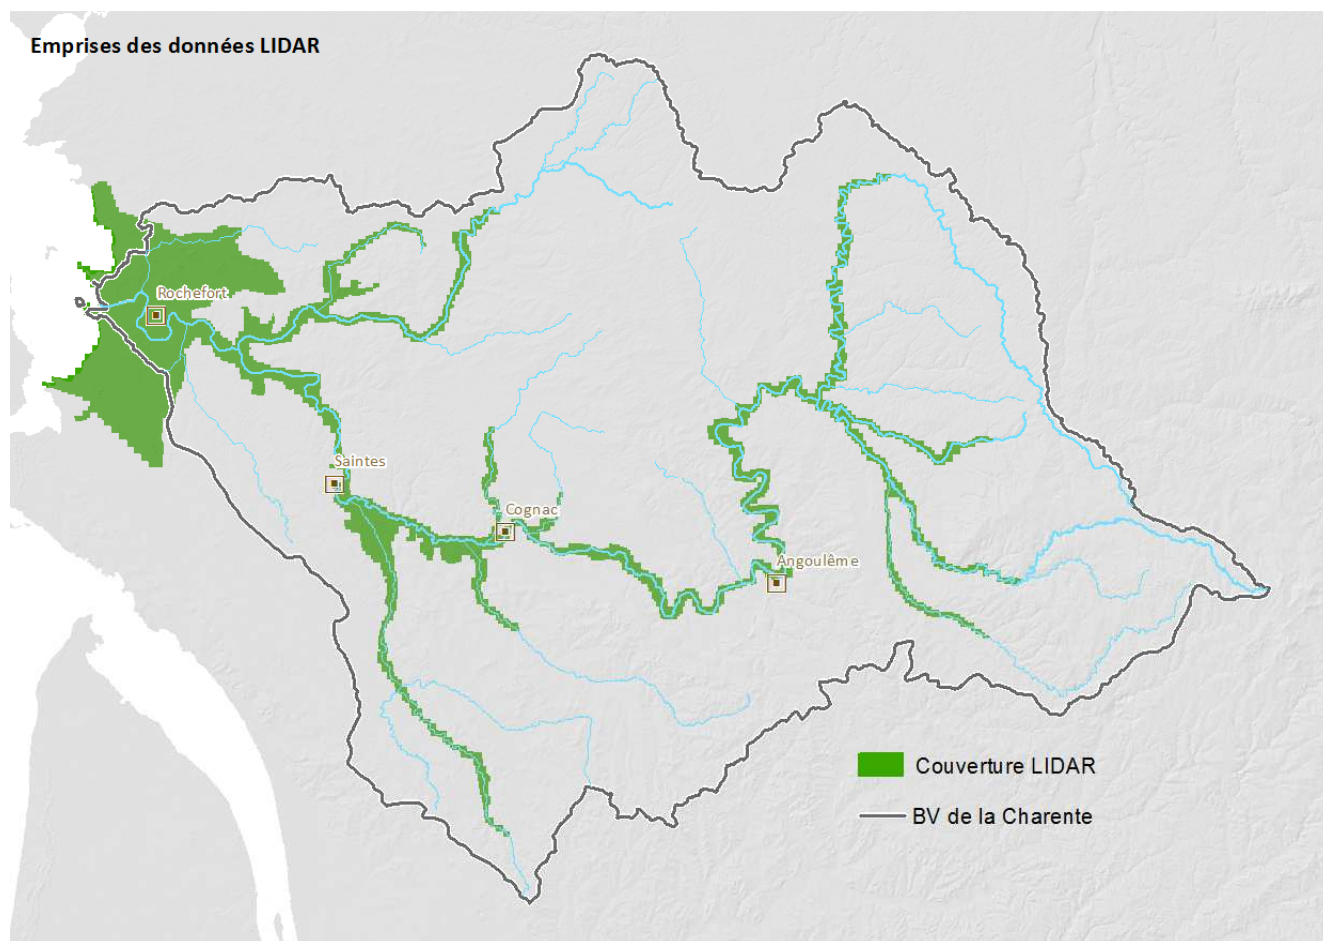 Emprises des données LIDAR
Rochefort
Saintes
Cognac
Angoulême
Couverture LIDAR
BV de la Charente